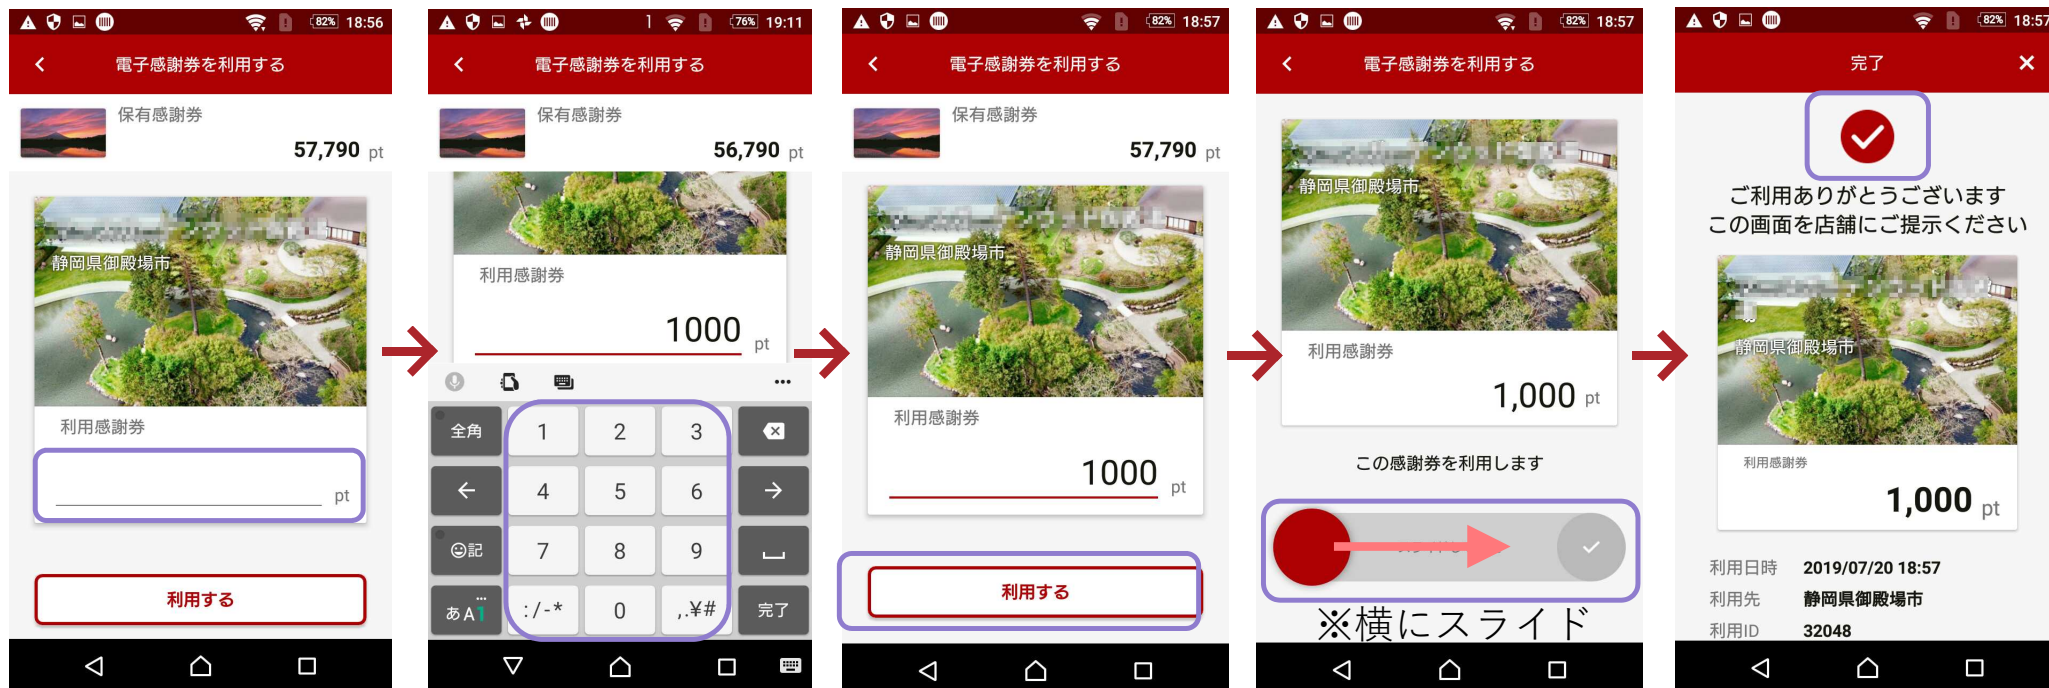 82% 18:56
電子感謝券を利用する
保有感謝券
57,790 pt
静岡県御殿場市
利用感謝券
pt
利用する
1 76% 19:11
電子感謝券を利用する
保有感謝券
56,790 pt
利用感謝券
1000 pt
全角 1 2 3
4 5 6
記 7 8 9
あA1 :/-* 0 ,.¥# 完了
82% 18:57
電子感謝券を利用する
保有感謝券
57,790 pt
静岡県御殿場市
利用感謝券
1000 pt
利用する
82% 18:57
電子感謝券を利用する
静岡県御殿場市
利用感謝券
1,000 pt
この感謝券を利用します
※横にスライド
82% 18:57
完了
ご利用ありがとうございます
この画面を店舗にご提示ください
静岡県御殿場市
利用感謝券
1,000 pt
利用日時 2019/07/20 18:57
利用先 静岡県御殿場市
利用ID 32048